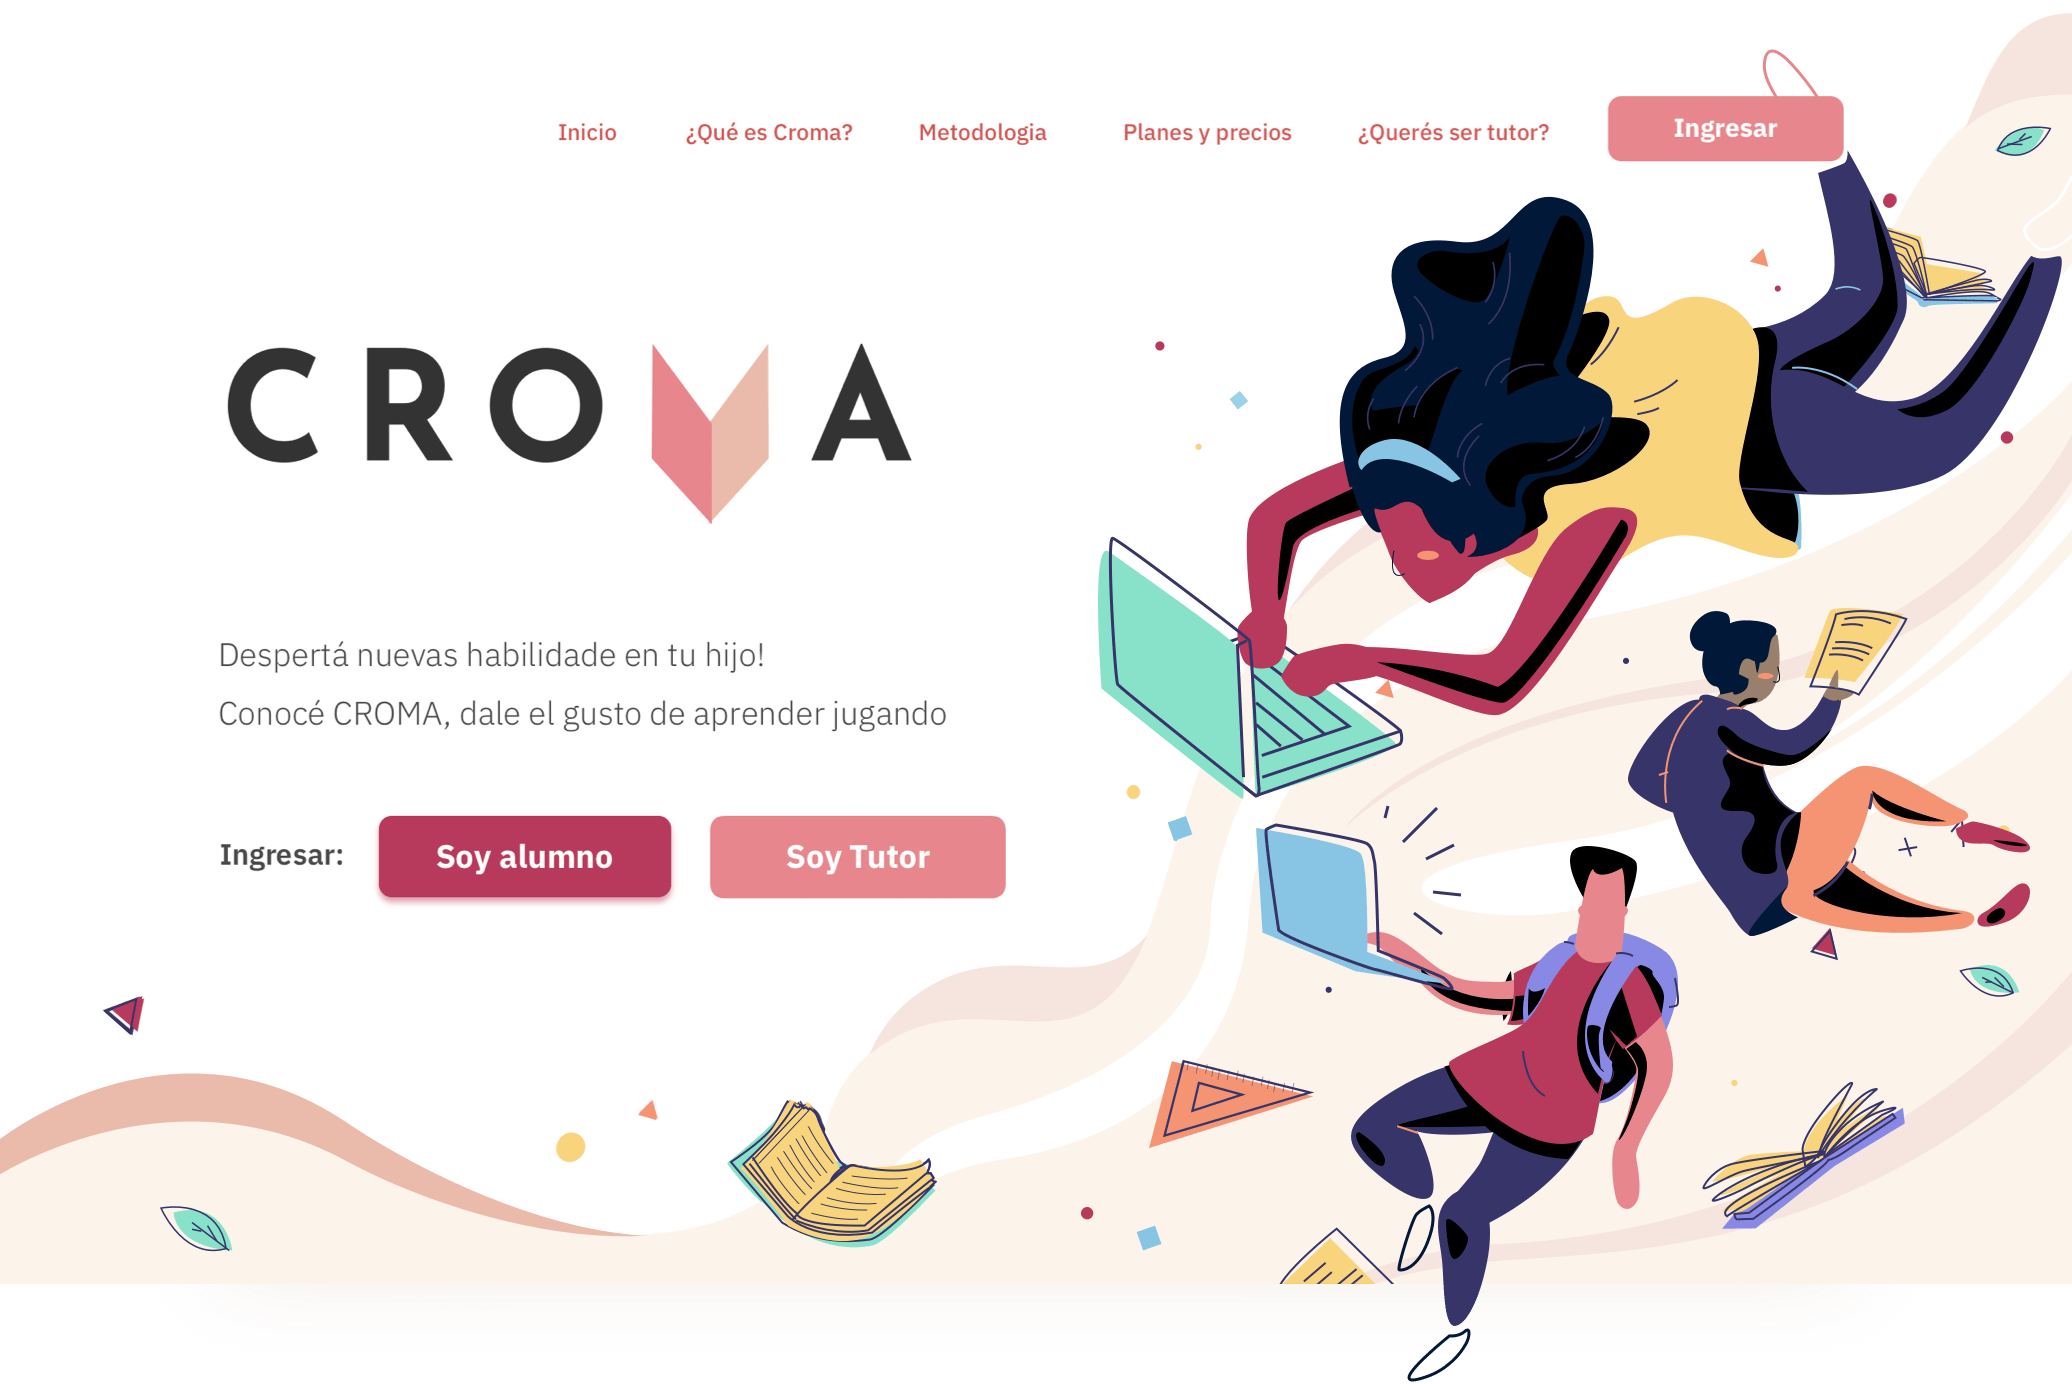 Inicio ¿Qué es Croma? Metodologia Planes y precios ¿Querés ser tutor? Ingresar
CROMA
Despertá nuevas habilidade en tu hijo!
Conocé CROMA, dale el gusto de aprender jugando
Ingresar: Soy alumno Soy Tutor